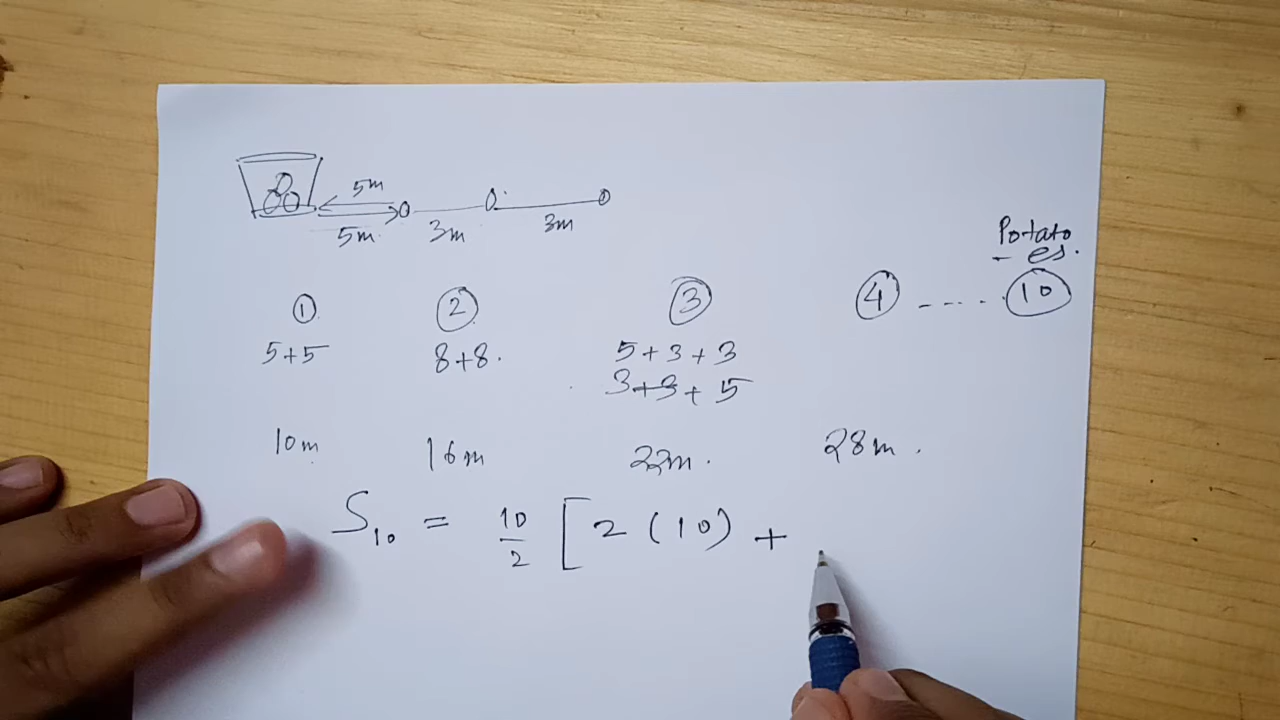 5m
5m. 3m 3m
Potato
- es.
① ② ③ ④ ----- ⑩
5+5 8+8. 5+3+3
3+3+5
10m 16m 22m. 28m.
S₁₀ = 10/2 [ 2 (10) +